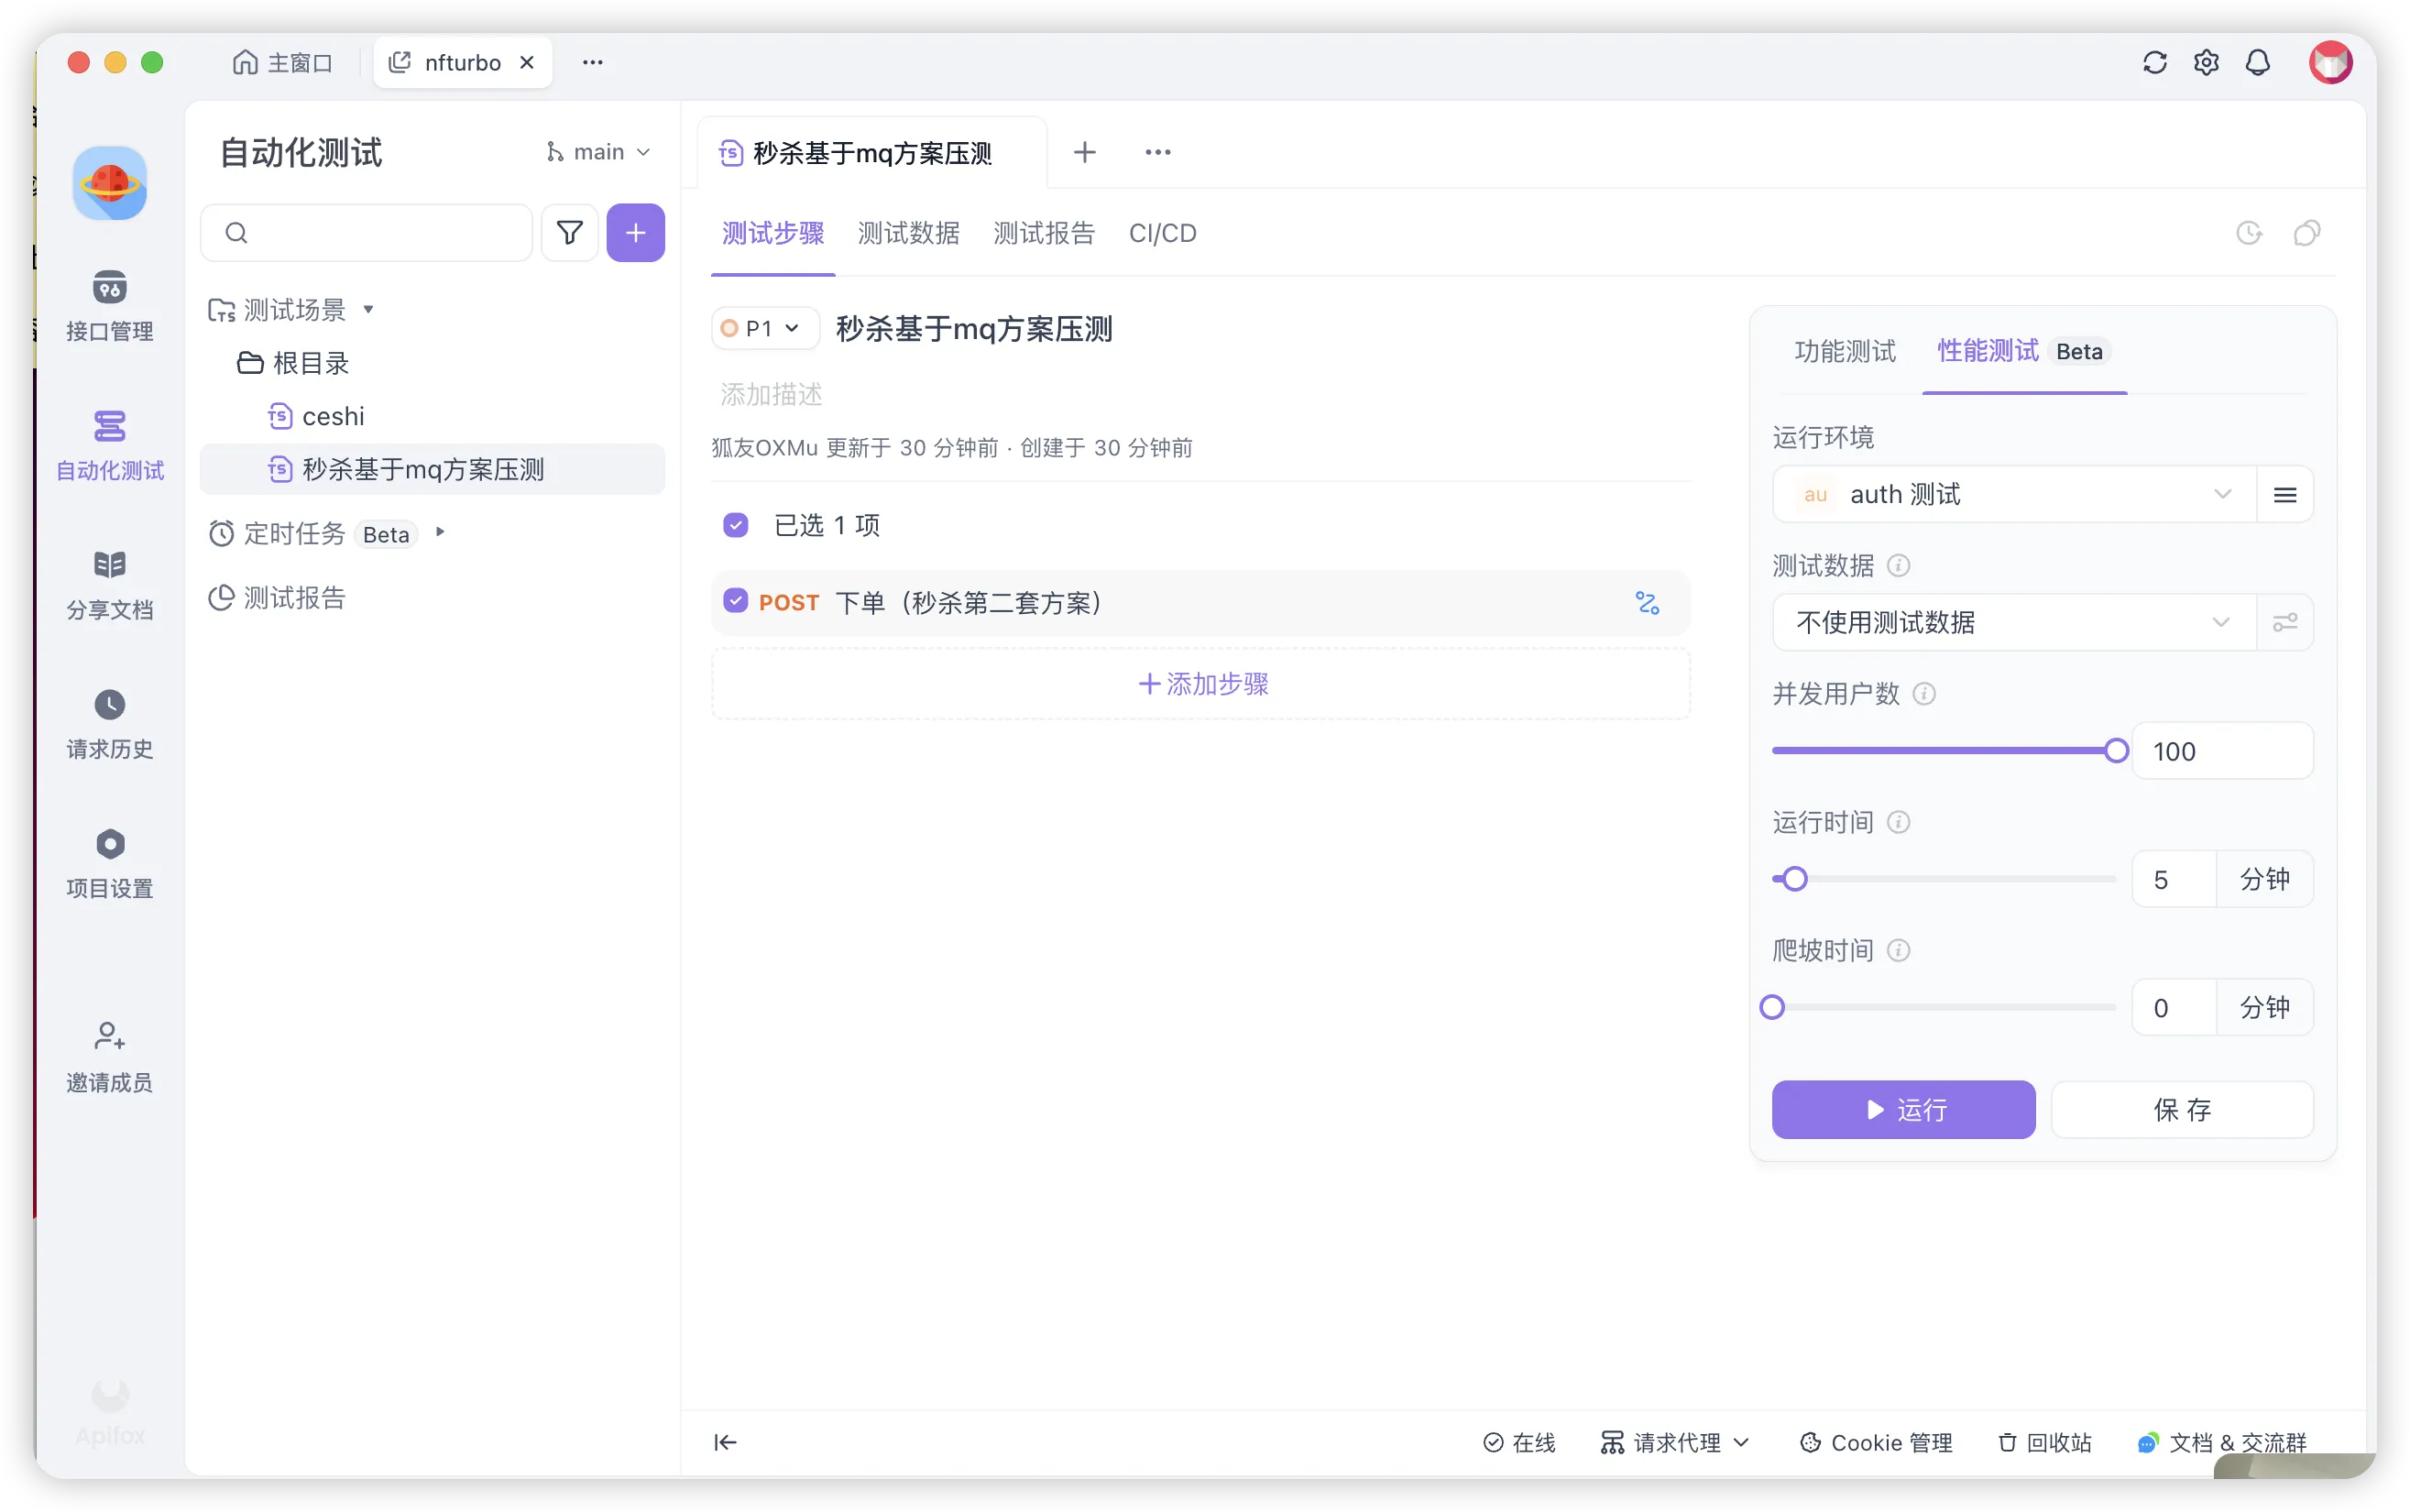 主窗口
nfturbo
自动化测试
main
秒杀基于mq方案压测
接口管理
自动化测试
分享文档
请求历史
项目设置
邀请成员
Apifox
测试场景
根目录
ceshi
秒杀基于mq方案压测
定时任务 Beta
测试报告
测试步骤 测试数据 测试报告 CI/CD
P1 秒杀基于mq方案压测
添加描述
狐友OXMu 更新于 30 分钟前 · 创建于 30 分钟前
已选 1 项
POST 下单（秒杀第二套方案）
添加步骤
功能测试 性能测试 Beta
运行环境
au auth 测试
测试数据
不使用测试数据
并发用户数
100
运行时间
5 分钟
爬坡时间
0 分钟
运行 保 存
在线 请求代理 Cookie 管理 回收站 文档 & 交流群